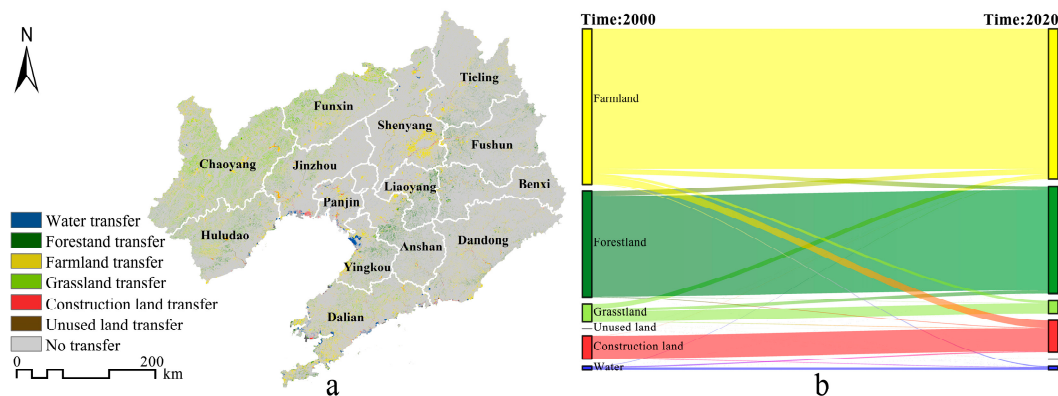 N
Tieling
Funxin
Shenyang
Fushun
Chaoyang
Jinzhou
Liaoyang
Benxi
Panjin
Huludao
Anshan
Dandong
Yingkou
Dalian
Water transfer
Forestand transfer
Farmland transfer
Grassland transfer
Construction land transfer
Unused land transfer
No transfer
0 200
km
a
Time:2000 Time:2020
Farmland
Forestland
Grasstland
Unused land
Construction land
Water
b